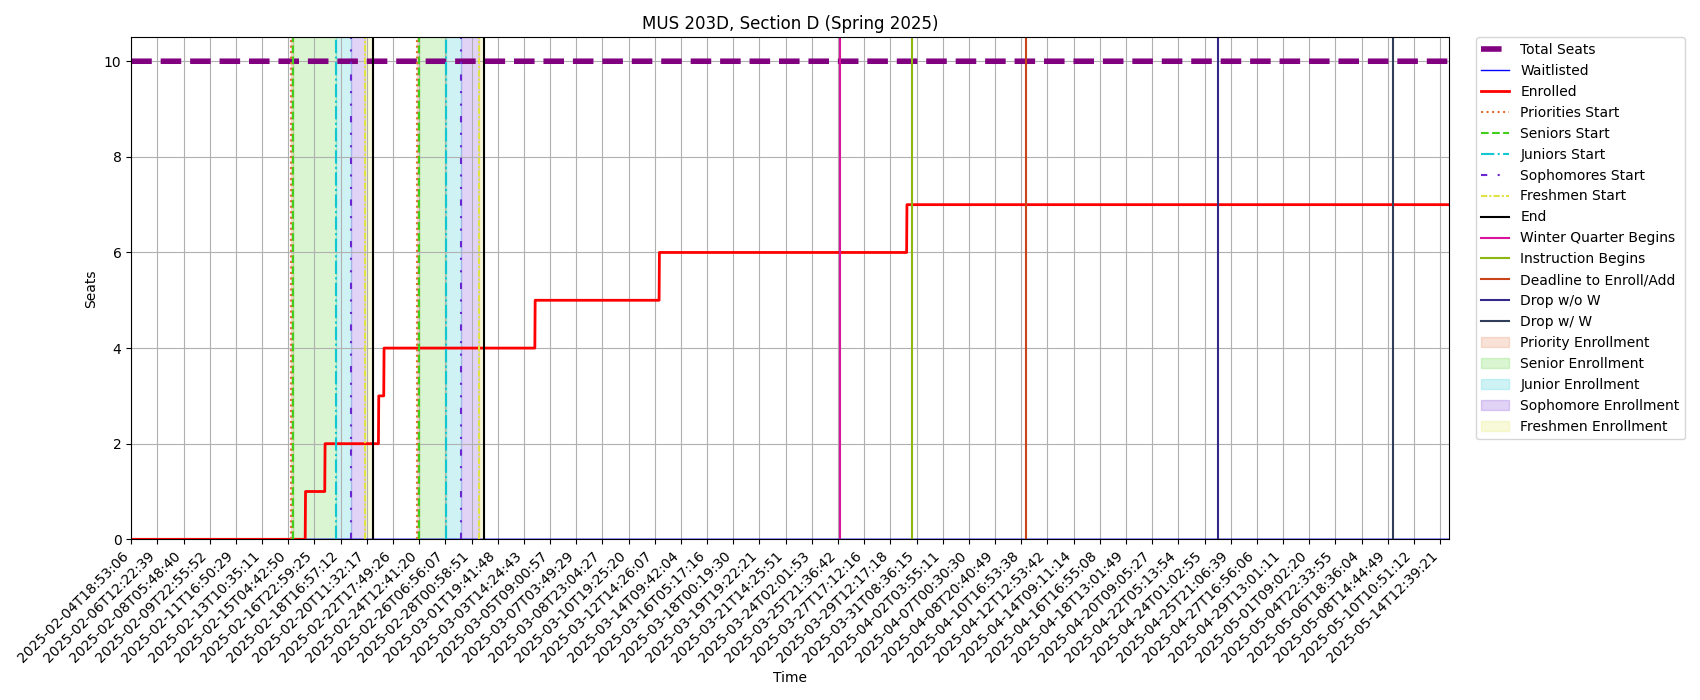 MUS 203D, Section D (Spring 2025)
10
8
6
4
2
0
Seats
2025-02-04T18:53:06
2025-02-06T12:22:39
2025-02-08T05:48:40
2025-02-09T22:55:52
2025-02-11T16:50:29
2025-02-13T10:35:11
2025-02-15T04:42:50
2025-02-16T22:59:25
2025-02-18T16:57:12
2025-02-20T11:32:17
2025-02-22T17:49:26
2025-02-24T12:41:20
2025-02-26T06:56:07
2025-02-28T00:58:51
2025-03-01T19:41:48
2025-03-03T14:24:43
2025-03-05T09:00:57
2025-03-07T03:49:29
2025-03-08T23:04:27
2025-03-10T19:25:20
2025-03-12T14:26:07
2025-03-14T09:42:04
2025-03-16T05:17:16
2025-03-18T00:19:30
2025-03-19T19:22:21
2025-03-21T14:25:51
2025-03-24T02:01:53
2025-03-25T21:36:42
2025-03-27T17:12:16
2025-03-29T12:17:18
2025-03-31T08:36:15
2025-04-02T03:55:11
2025-04-07T00:30:30
2025-04-08T20:40:49
2025-04-10T16:53:38
2025-04-12T12:53:42
2025-04-14T09:11:14
2025-04-16T16:55:08
2025-04-18T13:01:49
2025-04-20T09:05:27
2025-04-22T05:13:54
2025-04-24T01:02:55
2025-04-25T21:06:39
2025-04-27T16:56:06
2025-04-29T13:01:11
2025-05-01T09:02:20
2025-05-04T22:33:55
2025-05-06T18:36:04
2025-05-08T14:44:49
2025-05-10T10:51:12
2025-05-14T12:39:21
Time
Total Seats
Waitlisted
Enrolled
Priorities Start
Seniors Start
Juniors Start
Sophomores Start
Freshmen Start
End
Winter Quarter Begins
Instruction Begins
Deadline to Enroll/Add
Drop w/o W
Drop w/ W
Priority Enrollment
Senior Enrollment
Junior Enrollment
Sophomore Enrollment
Freshmen Enrollment